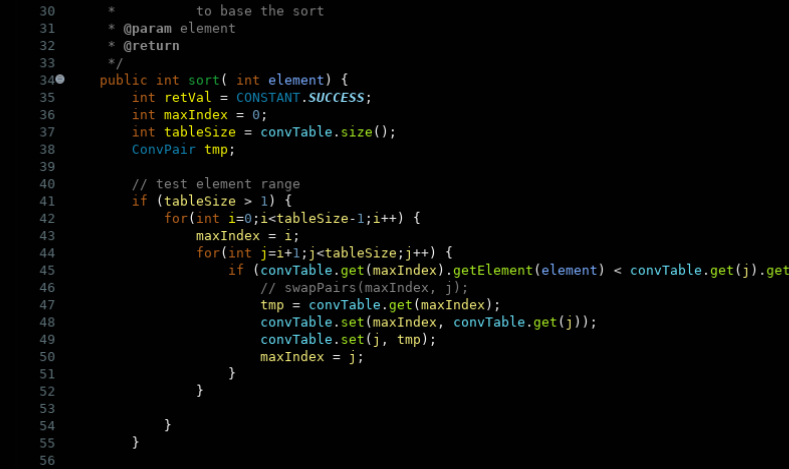 30 * to base the sort
31 * @param element
32 * @return
33 */
34 public int sort( int element) {
35 int retVal = CONSTANT.SUCCESS;
36 int maxIndex = 0;
37 int tableSize = convTable.size();
38 ConvPair tmp;
39
40 // test element range
41 if (tableSize > 1) {
42 for(int i=0;i<tableSize-1;i++) {
43 maxIndex = i;
44 for(int j=i+1;j<tableSize;j++) {
45 if (convTable.get(maxIndex).getElement(element) < convTable.get(j).get
46 // swapPairs(maxIndex, j);
47 tmp = convTable.get(maxIndex);
48 convTable.set(maxIndex, convTable.get(j));
49 convTable.set(j, tmp);
50 maxIndex = j;
51 }
52 }
53
54 }
55 }
56